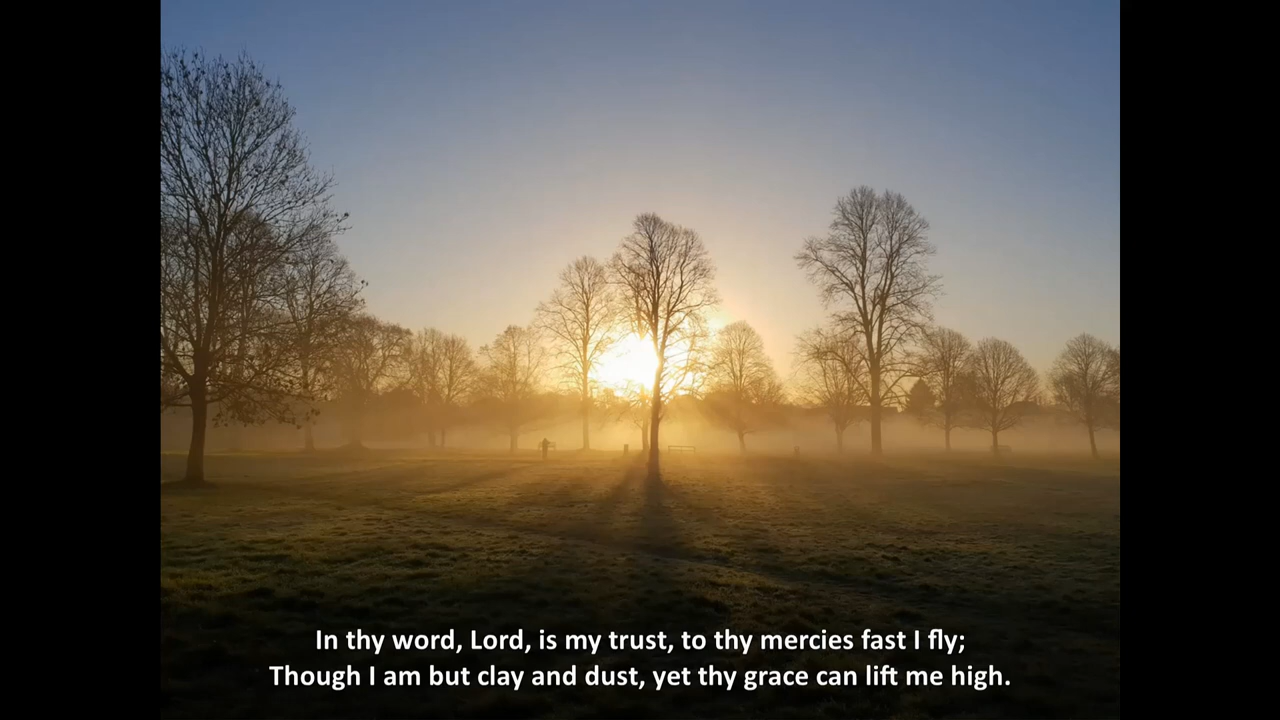 In thy word, Lord, is my trust, to thy mercies fast I fly;
Though I am but clay and dust, yet thy grace can lift me high.